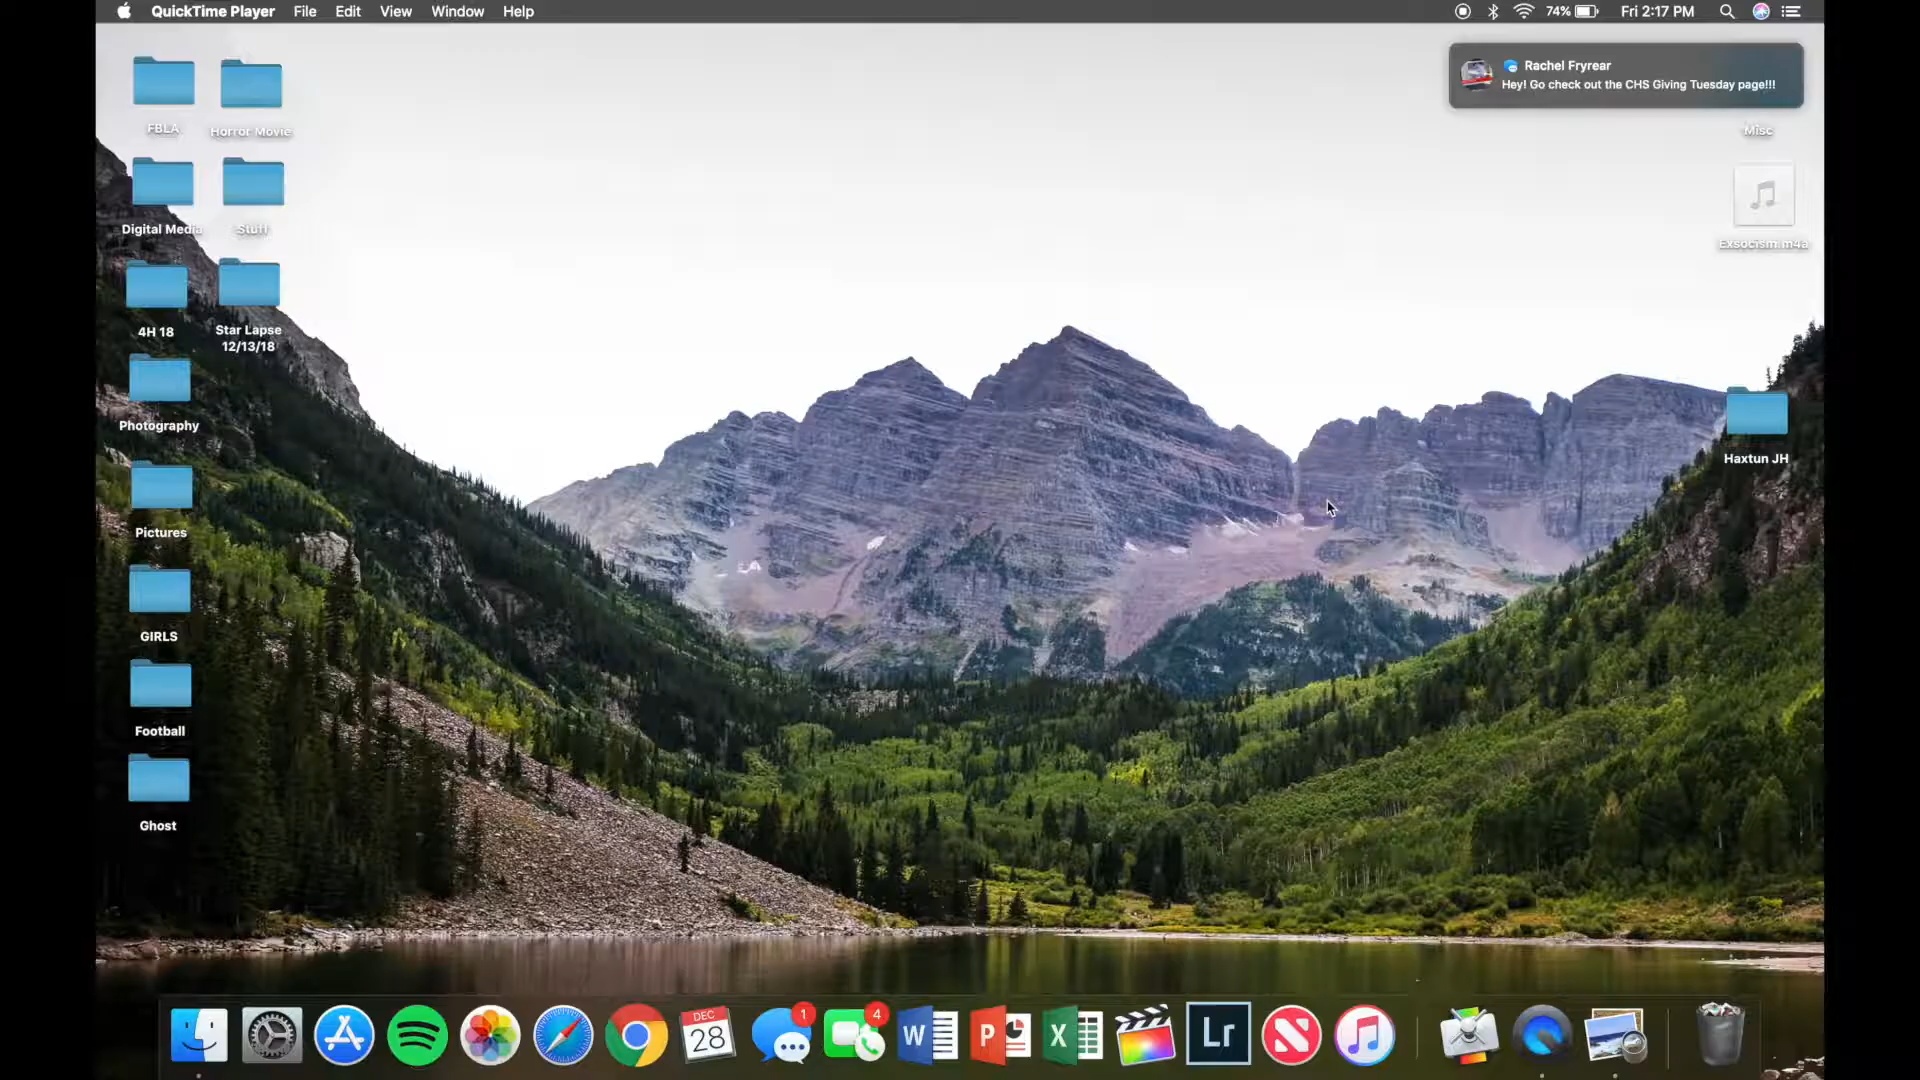 QuickTime Player File Edit View Window Help
74% Fri 2:17 PM
Rachel Fryrear
Hey! Go check out the CHS Giving Tuesday page!!!
FBLA
Horror Movie
Misc
Digital Media
Stuff
Exsocism.m4a
4H 18
Star Lapse
12/13/18
Photography
Haxtun JH
Pictures
GIRLS
Football
Ghost
DEC
28
1
4
W
P
X
Lr